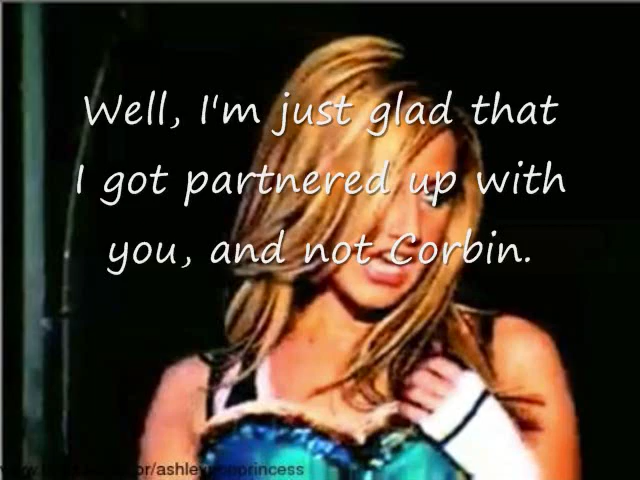 Well, I'm just glad that
I got partnered up with
you, and not Corbin.